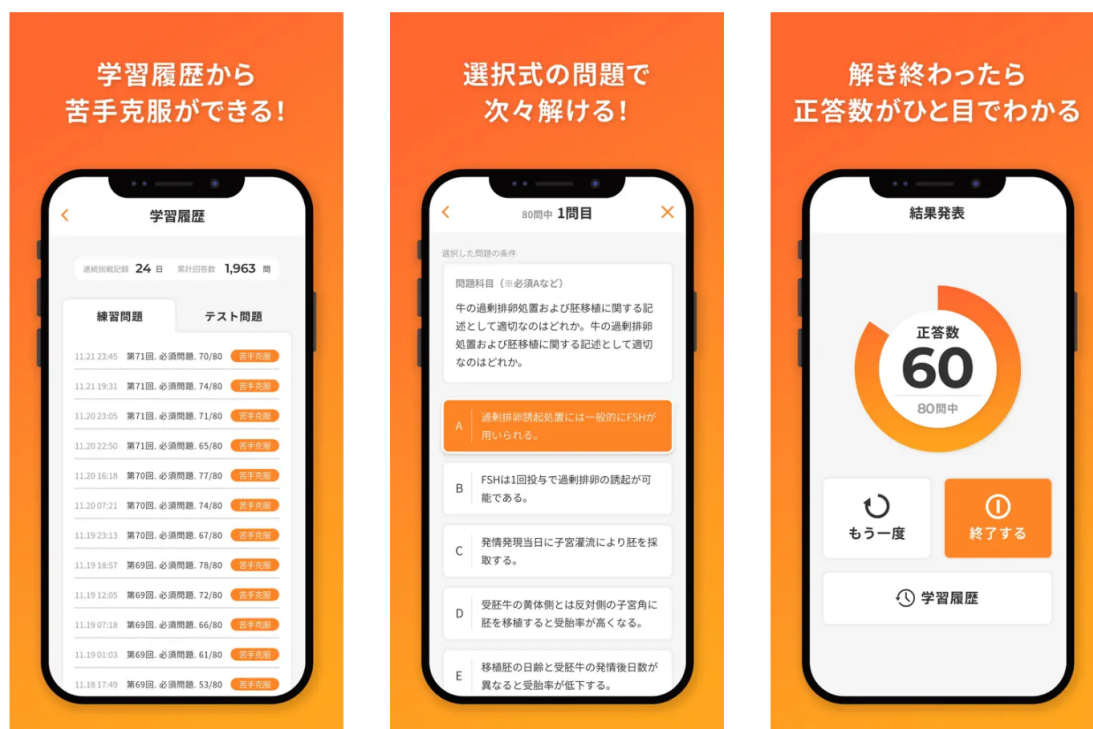 学習履歴から
苦手克服ができる!
学習履歴
連続挑戦記録 24 日 累計回答数 1,963 問
練習問題 テスト問題
11.21 23:45 第71回. 必須問題. 70/80 苦手克服
11.21 19:31 第71回. 必須問題. 74/80 苦手克服
11.20 23:05 第71回. 必須問題. 71/80 苦手克服
11.20 22:50 第71回. 必須問題. 65/80 苦手克服
11.20 16:18 第70回. 必須問題. 77/80 苦手克服
11.20 07:21 第70回. 必須問題. 74/80 苦手克服
11.19 23:13 第70回. 必須問題. 67/80 苦手克服
11.19 18:57 第69回. 必須問題. 78/80 苦手克服
11.19 12:05 第69回. 必須問題. 72/80 苦手克服
11.19 07:18 第69回. 必須問題. 66/80 苦手克服
11.19 01:03 第69回. 必須問題. 61/80 苦手克服
11.18 17:49 第69回. 必須問題. 53/80 苦手克服
選択式の問題で
次々解ける!
80問中 1問目
選択した問題の条件
問題科目(※必須Aなど)
牛の過剰排卵処置および胚移植に関する記
述として適切なのはどれか。牛の過剰排卵
処置および胚移植に関する記述として適切
なのはどれか。
A 過剰排卵誘起処置には一般的にFSHが
用いられる。
B FSHは1回投与で過剰排卵の誘起が可
能である。
C 発情発現当日に子宮灌流により胚を採
取する。
D 受胚牛の黄体側とは反対側の子宮角に
胚を移植すると受胎率が高くなる。
E 移植胚の日齢と受胚牛の発情後日数が
異なると受胎率が低下する。
解き終わったら
正答数がひと目でわかる
結果発表
正答数
60
80問中
もう一度
終了する
学習履歴